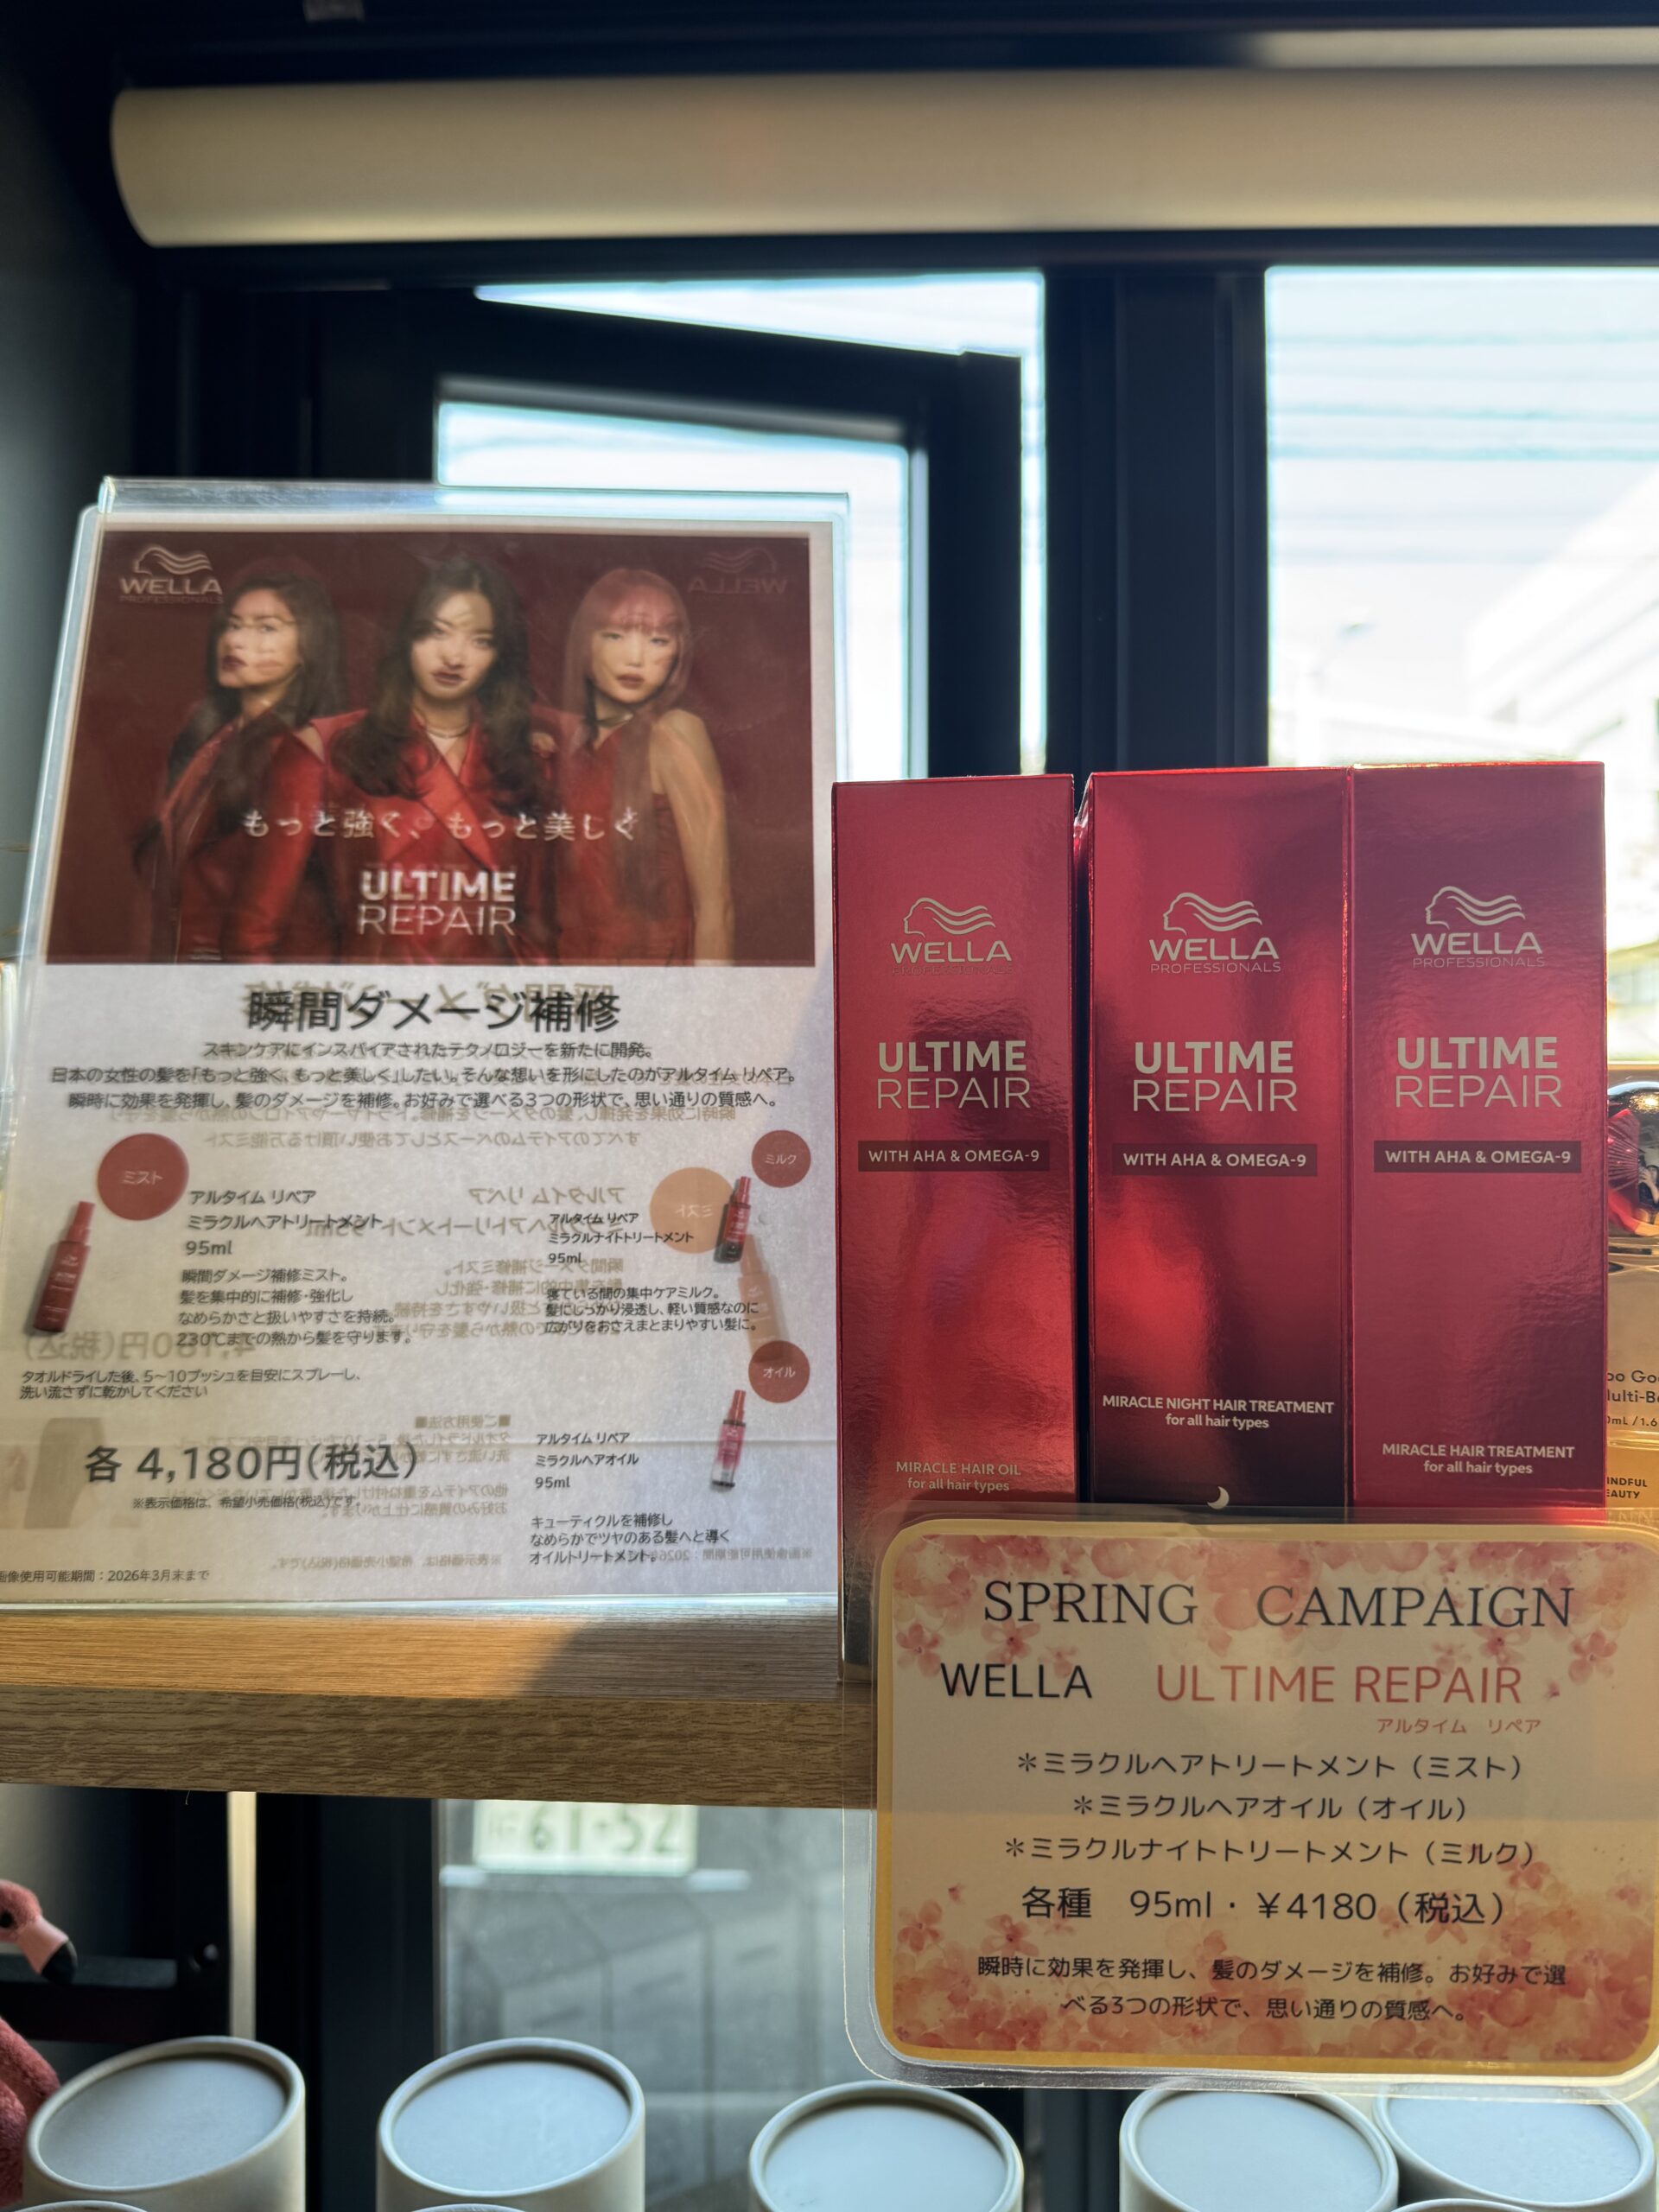 WELLA
PROFESSIONALS
もっと強く、もっと美しく
ULTIME
REPAIR
瞬間ダメージ補修
スキンケアにインスパイアされたテクノロジーを新たに開発。
日本の女性の髪を「もっと強く、もっと美しく」したい。そんな想いを形にしたのがアルタイム リペア。
瞬時に効果を発揮し、髪のダメージを補修。お好みで選べる3つの形状で、思い通りの質感へ。
ミスト
アルタイム リペア
ミラクルヘアトリートメント
95ml
瞬間ダメージ補修ミスト。
髪を集中的に補修・強化し
なめらかさと扱いやすさを持続。
230℃までの熱から髪を守ります。
タオルドライした後、5~10プッシュを目安にスプレーし、
洗い流さずに乾かしてください
各 4,180円(税込)
※表示価格は、希望小売価格(税込)です。
画像使用可能期間：2026年3月末まで
ミルク
アルタイム リペア
ミラクルナイトトリートメント
95ml
寝ている間の集中ケアミルク。
髪にしっかり浸透し、軽い質感なのに
広がりをおさえまとまりやすい髪に。
オイル
アルタイム リペア
ミラクルヘアオイル
95ml
キューティクルを補修し
なめらかでツヤのある髪へと導く
オイルトリートメント。
WELLA
PROFESSIONALS
ULTIME
REPAIR
WITH AHA & OMEGA-9
MIRACLE HAIR OIL
for all hair types
WELLA
PROFESSIONALS
ULTIME
REPAIR
WITH AHA & OMEGA-9
MIRACLE NIGHT HAIR TREATMENT
for all hair types
WELLA
PROFESSIONALS
ULTIME
REPAIR
WITH AHA & OMEGA-9
MIRACLE HAIR TREATMENT
for all hair types
SPRING CAMPAIGN
WELLA ULTIME REPAIR
アルタイム リペア
＊ミラクルヘアトリートメント（ミスト）
＊ミラクルヘアオイル（オイル）
＊ミラクルナイトトリートメント（ミルク）
各種 95ml・￥4180（税込）
瞬時に効果を発揮し、髪のダメージを補修。お好みで選
べる3つの形状で、思い通りの質感へ。
61-52